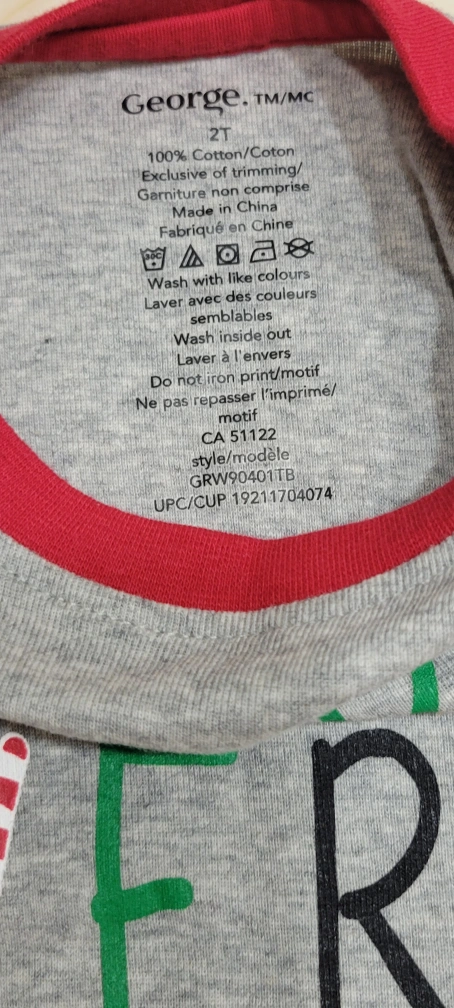 George. TM/MC
2T
100% Cotton/Coton
Exclusive of trimming/
Garniture non comprise
Made in China
Fabriqué en Chine
30C
Wash with like colours
Laver avec des couleurs
semblables
Wash inside out
Laver à l'envers
Do not iron print/motif
Ne pas repasser l'imprimé/
motif
CA 51122
style/modèle
GRW90401TB
UPC/CUP 19211704074
ER